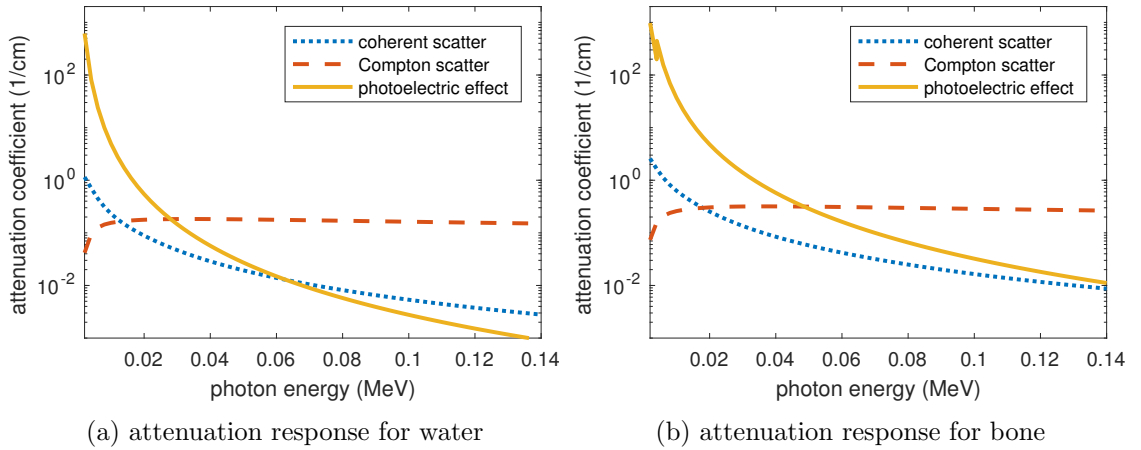 coherent scatter
Compton scatter
photoelectric effect
attenuation coefficient (1/cm)
10^2
10^0
10^-2
0.02 0.04 0.06 0.08 0.1 0.12 0.14
photon energy (MeV)
(a) attenuation response for water
coherent scatter
Compton scatter
photoelectric effect
attenuation coefficient (1/cm)
10^2
10^0
10^-2
0.02 0.04 0.06 0.08 0.1 0.12 0.14
photon energy (MeV)
(b) attenuation response for bone